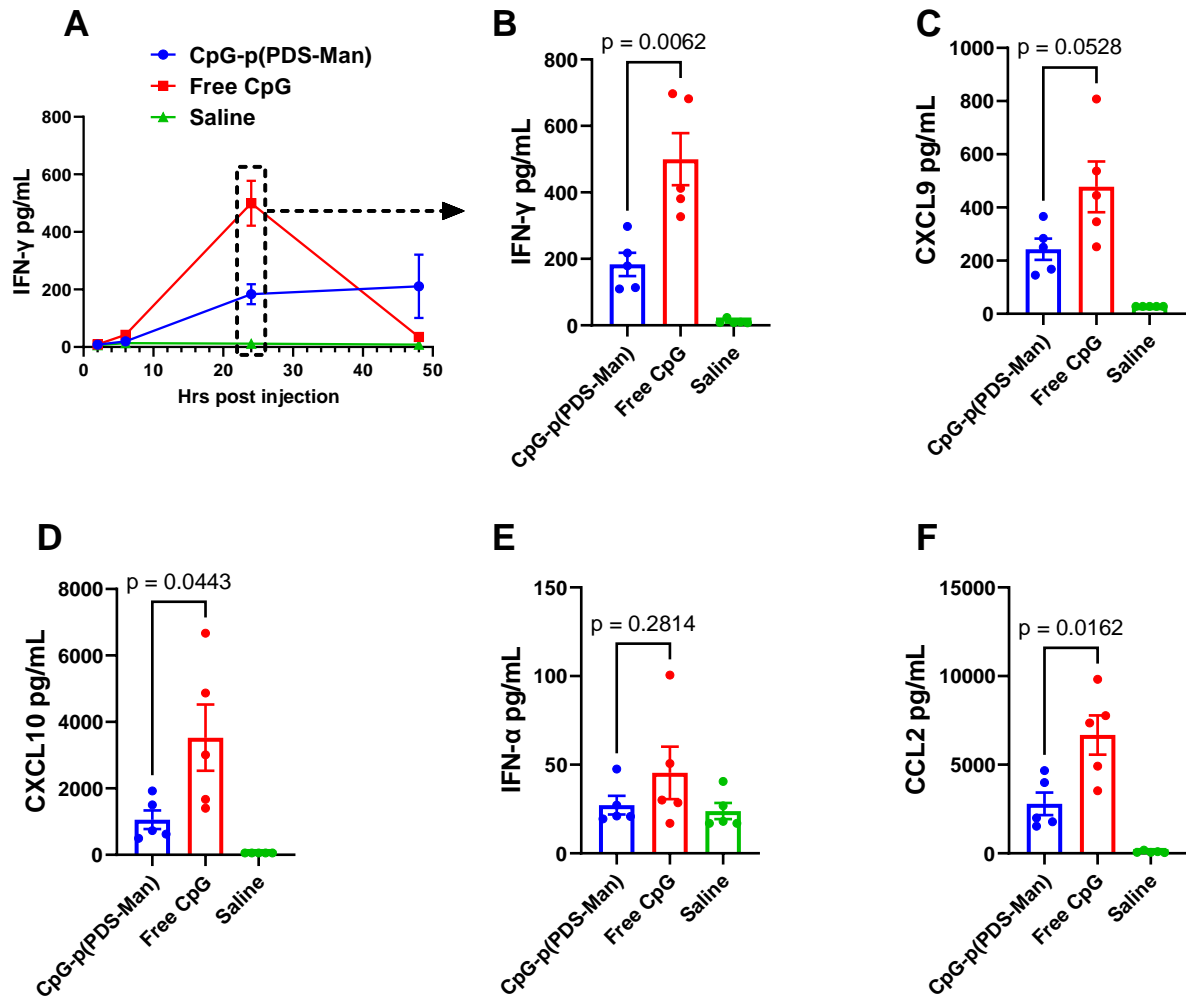 A
CpG-p(PDS-Man)
Free CpG
Saline
IFN-γ pg/mL
800
600
400
200
0
0
10
20
30
40
50
Hrs post injection
B
p = 0.0062
IFN-γ pg/mL
800
600
400
200
0
CpG-p(PDS-Man)
Free CpG
Saline
C
p = 0.0528
CXCL9 pg/mL
1000
800
600
400
200
0
CpG-p(PDS-Man)
Free CpG
Saline
D
p = 0.0443
CXCL10 pg/mL
8000
6000
4000
2000
0
CpG-p(PDS-Man)
Free CpG
Saline
E
p = 0.2814
IFN-α pg/mL
150
100
50
0
CpG-p(PDS-Man)
Free CpG
Saline
F
p = 0.0162
CCL2 pg/mL
15000
10000
5000
0
CpG-p(PDS-Man)
Free CpG
Saline